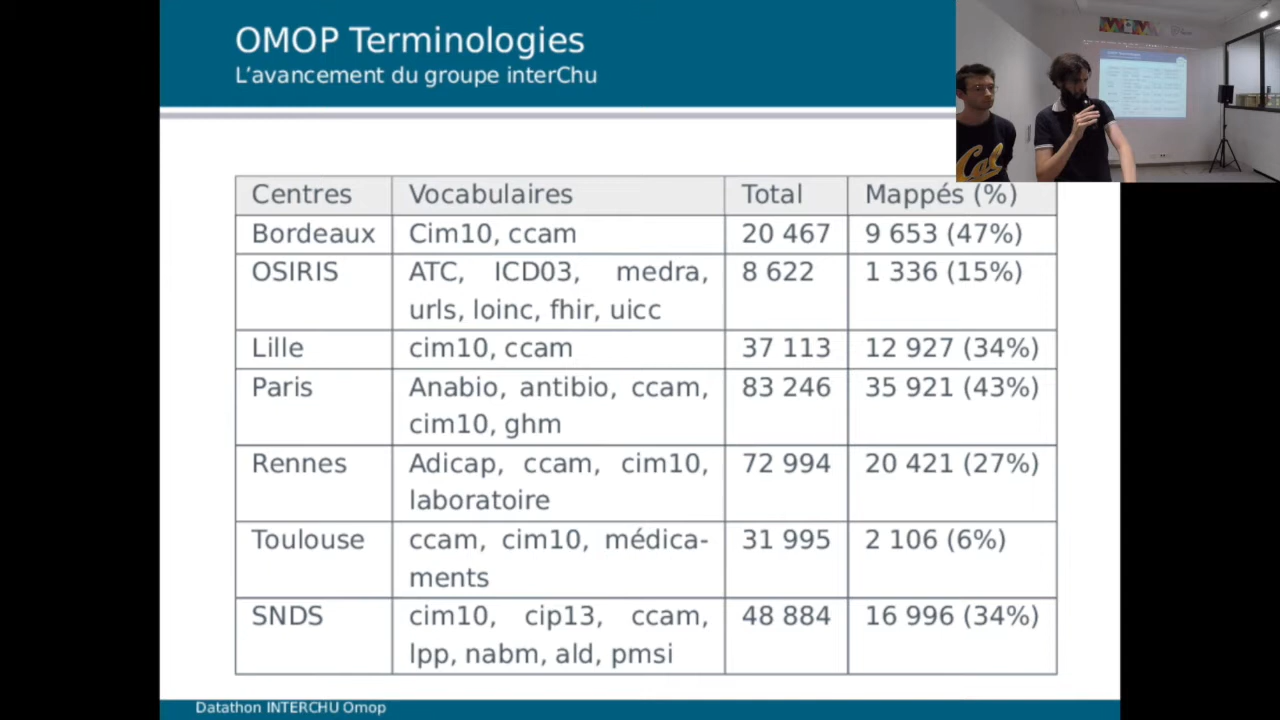 OMOP Terminologies
L’avancement du groupe interChu
Centres Vocabulaires Total Mappés (%)
Bordeaux Cim10, ccam 20 467 9 653 (47%)
OSIRIS ATC, ICD03, medra, 8 622 1 336 (15%)
urls, loinc, fhir, uicc
Lille cim10, ccam 37 113 12 927 (34%)
Paris Anabio, antibio, ccam, 83 246 35 921 (43%)
cim10, ghm
Rennes Adicap, ccam, cim10, 72 994 20 421 (27%)
laboratoire
Toulouse ccam, cim10, médica-
ments 31 995 2 106 (6%)
SNDS cim10, cip13, ccam, 48 884 16 996 (34%)
lpp, nabm, ald, pmsi
Datathon INTERCHU Omop
Cal